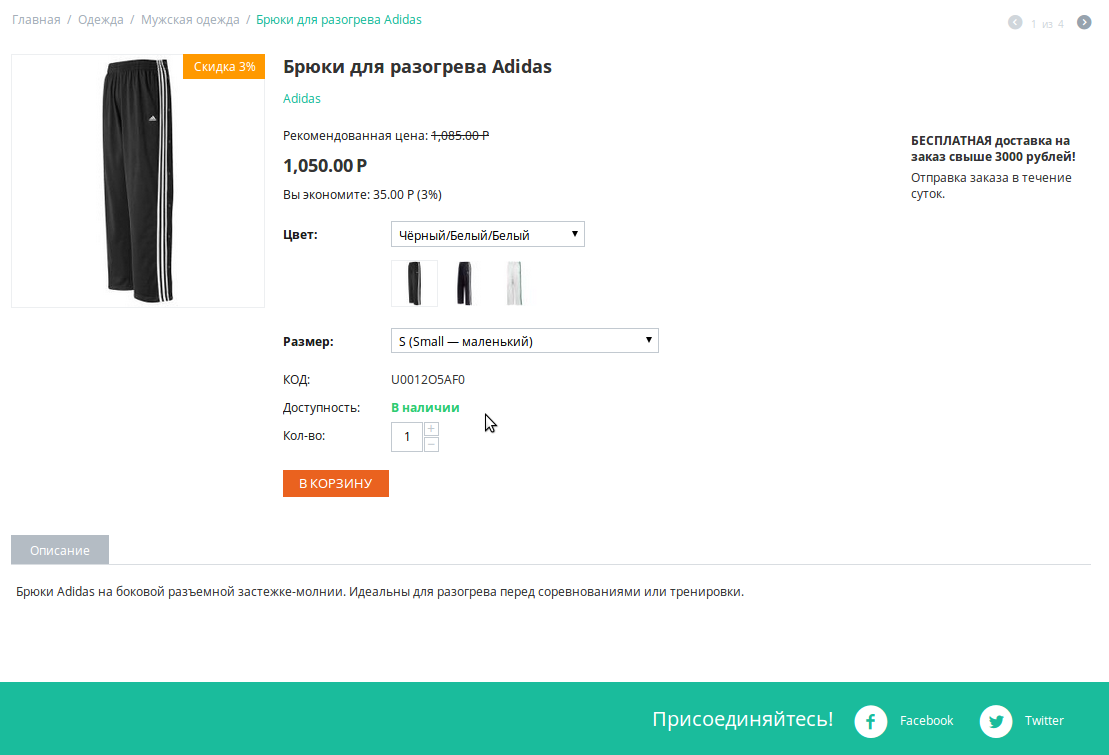 Главная / Одежда / Мужская одежда / Брюки для разогрева Adidas
1 из 4
Скидка 3%
Брюки для разогрева Adidas
Adidas
Рекомендованная цена: 1,085.00 Р
1,050.00 Р
Вы экономите: 35.00 Р (3%)
БЕСПЛАТНАЯ доставка на
заказ свыше 3000 рублей!
Отправка заказа в течение
суток.
Цвет: Чёрный/Белый/Белый
Размер: S (Small — маленький)
КОД: U0012O5AF0
Доступность: В наличии
Кол-во: 1 + −
В КОРЗИНУ
Описание
Брюки Adidas на боковой разъемной застежке-молнии. Идеальны для разогрева перед соревнованиями или тренировки.
Присоединяйтесь! Facebook Twitter